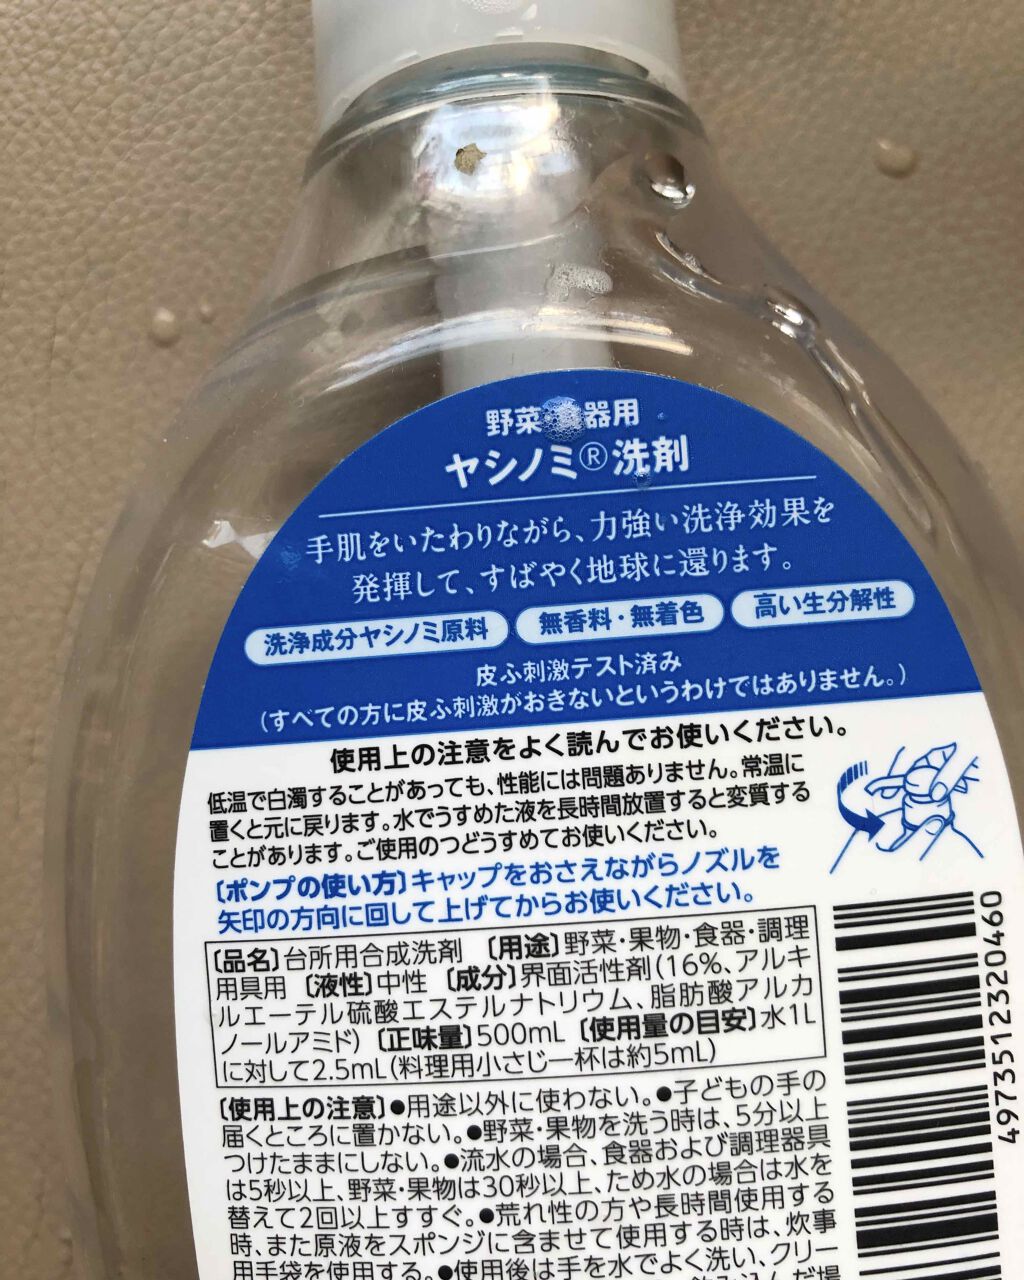 野菜 器用
ヤシノミ®洗剤
手肌をいたわりながら、力強い洗浄効果を
発揮して、すばやく地球に還ります。
洗浄成分ヤシノミ原料 無香料・無着色 高い生分解性
皮ふ刺激テスト済み
(すべての方に皮ふ刺激がおきないというわけではありません。)
使用上の注意をよく読んでお使いください。
低温で白濁することがあっても、性能には問題ありません。常温に
置くと元に戻ります。水でうすめた液を長時間放置すると変質する
ことがあります。ご使用のつどうすめてお使いください。
〔ポンプの使い方〕キャップをおさえながらノズルを
矢印の方向に回して上げてからお使いください。
〔品名〕台所用合成洗剤 〔用途〕野菜・果物・食器・調理
用具用 〔液性〕中性 〔成分〕界面活性剤(16%、アルキ
ルエーテル硫酸エステルナトリウム、脂肪酸アルカ
ノールアミド) 〔正味量〕500mL 〔使用量の目安〕水1L
に対して2.5mL(料理用小さじ一杯は約5mL)
〔使用上の注意〕●用途以外に使わない。●子どもの手の
届くところに置かない。●野菜・果物を洗う時は、5分以上
つけたままにしない。●流水の場合、食器および調理器具
は5秒以上、野菜・果物は30秒以上、ため水の場合は水を
替えて2回以上すすぐ。●荒れ性の方や長時間使用する
時、また原液をスポンジに含ませて使用する時は、炊事
用手袋を使用する。●使用後は手を水でよく洗い、クリー
4973512320460